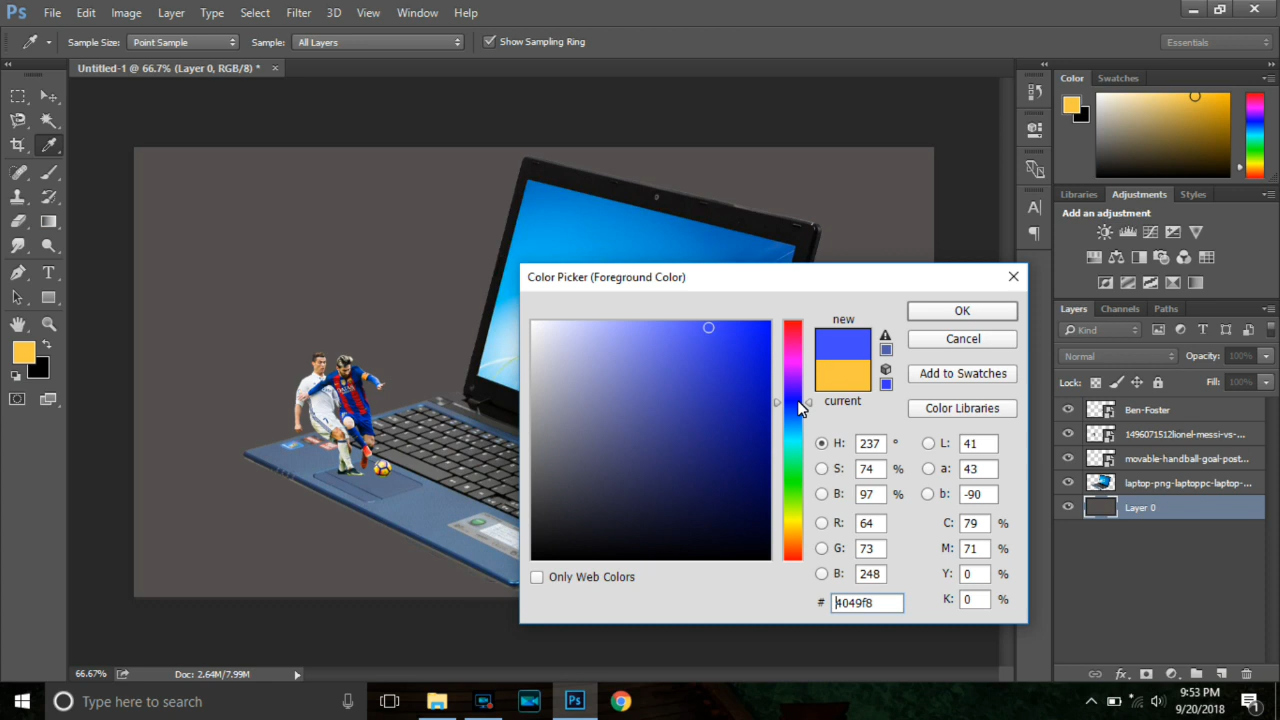 Ps File Edit Image Layer Type Select Filter 3D View Window Help
Sample Size: Point Sample Sample: All Layers Show Sampling Ring Essentials
Untitled-1 @ 66.7% (Layer 0, RGB/8) * ×
Color Swatches
Libraries Adjustments Styles
Add an adjustment
Color Picker (Foreground Color)
new
OK
Cancel
Add to Swatches
current
Color Libraries
H: 237 ° L: 41
S: 74 % a: 43
B: 97 % b: -90
R: 64 C: 79 %
G: 73 M: 71 %
B: 248 Y: 0 %
# 4049f8 K: 0 %
Only Web Colors
Layers Channels Paths
Kind
Normal Opacity: 100%
Lock: Fill: 100%
Ben-Foster
1496071512lionel-messi-vs-...
movable-handball-goal-post...
laptop-png-laptoppc-laptop-...
Layer 0
66.67% Doc: 2.64M/7.99M
Type here to search
Ps
9:53 PM
9/20/2018
1